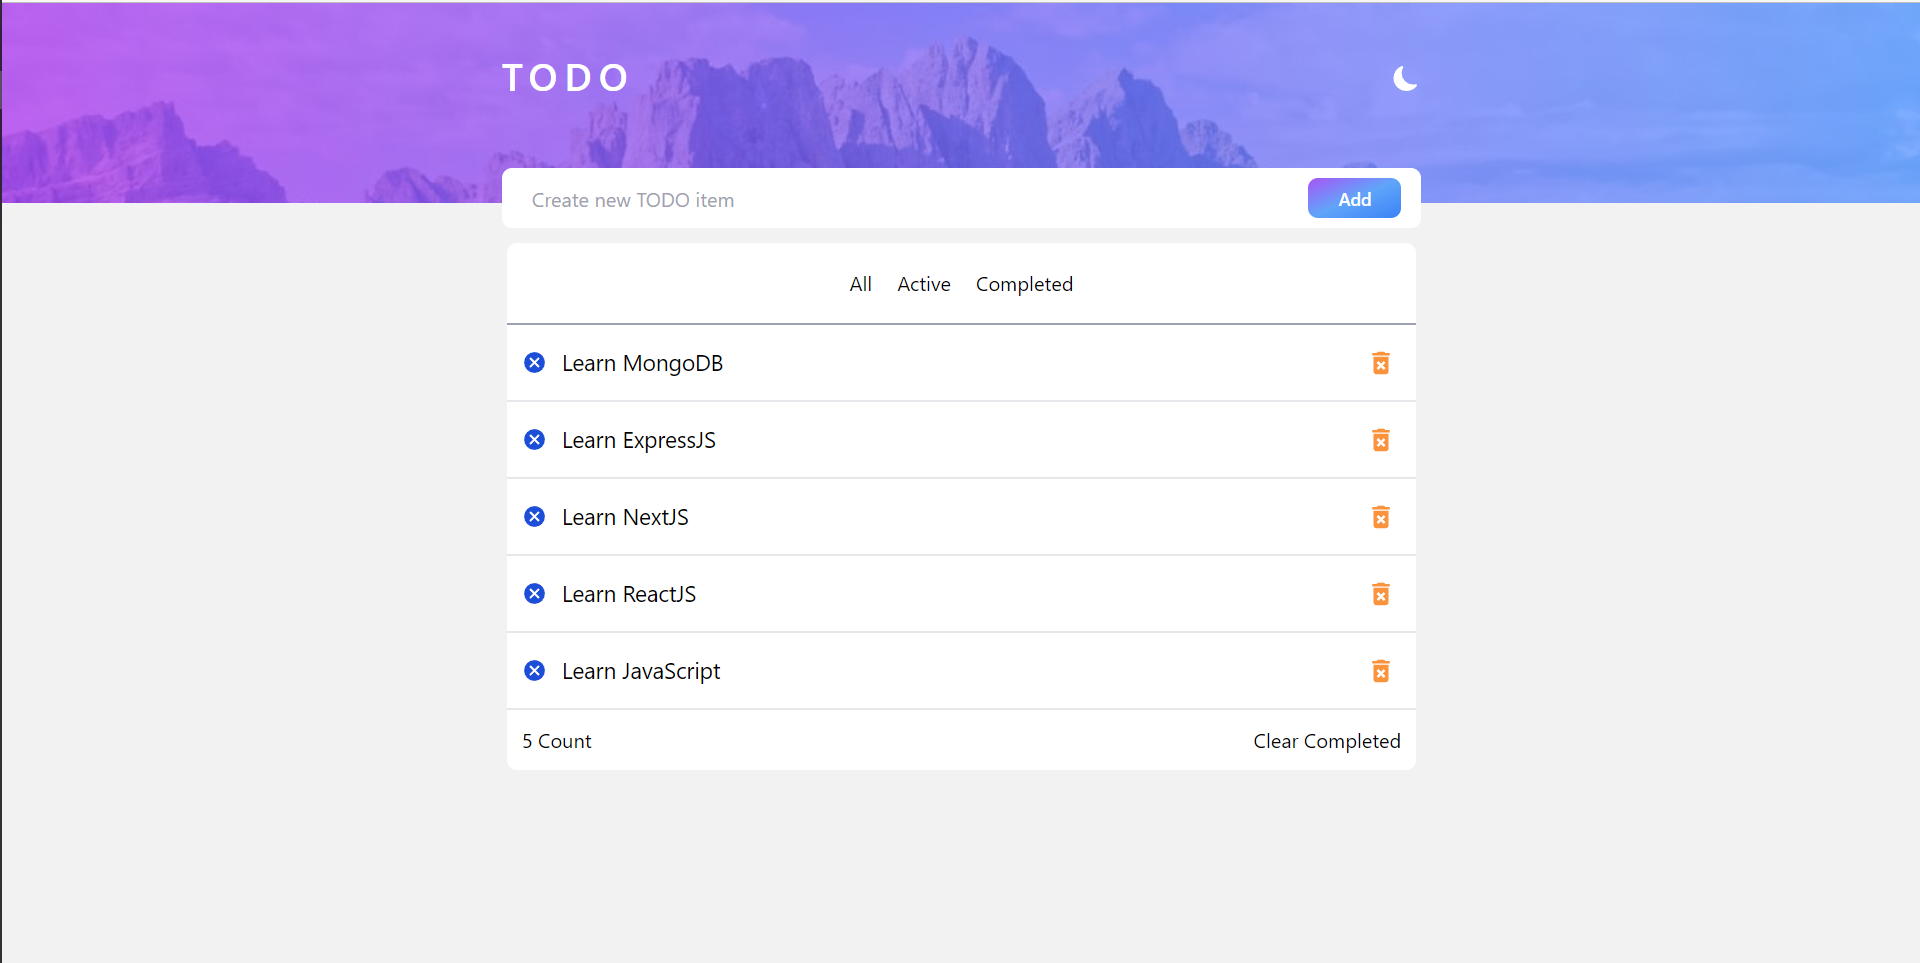 TODO
Create new TODO item Add
All Active Completed
Learn MongoDB
Learn ExpressJS
Learn NextJS
Learn ReactJS
Learn JavaScript
5 Count Clear Completed